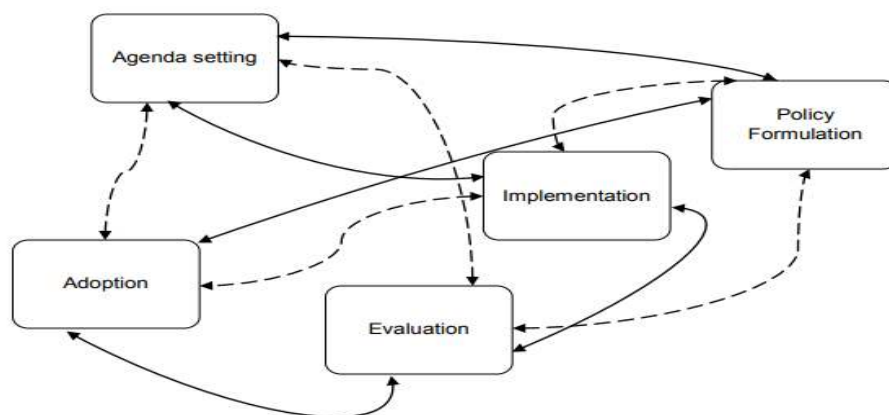 Agenda setting
Policy
Formulation
Implementation
Adoption
Evaluation